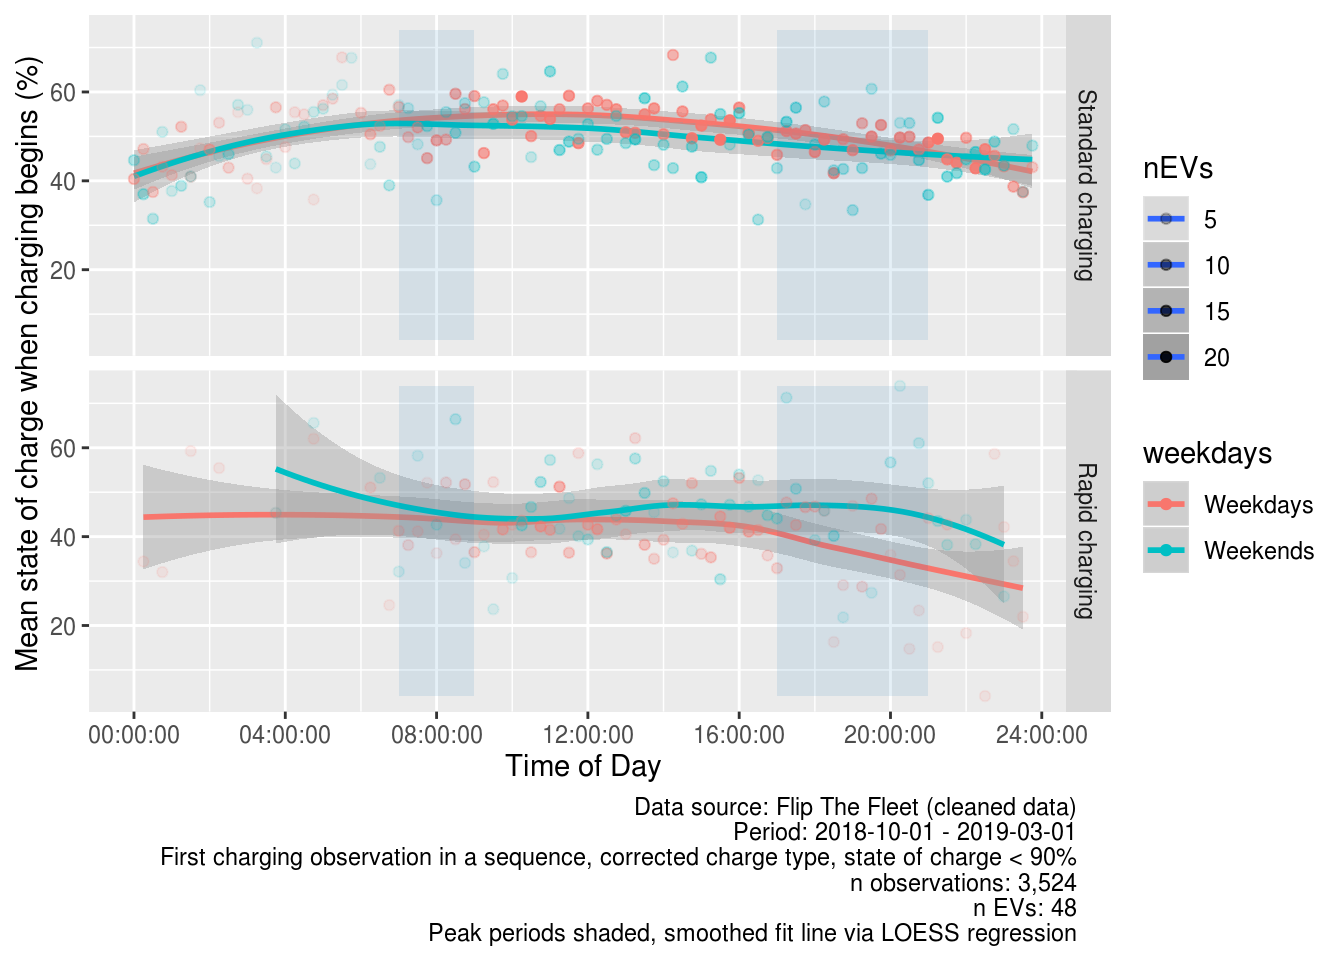 Mean state of charge when charging begins (%)
60
40
20
Standard charging
60
40
20
Rapid charging
00:00:00 04:00:00 08:00:00 12:00:00 16:00:00 20:00:00 24:00:00
Time of Day
nEVs
5
10
15
20
weekdays
Weekdays
Weekends
Data source: Flip The Fleet (cleaned data)
Period: 2018-10-01 - 2019-03-01
First charging observation in a sequence, corrected charge type, state of charge < 90%
n observations: 3,524
n EVs: 48
Peak periods shaded, smoothed fit line via LOESS regression